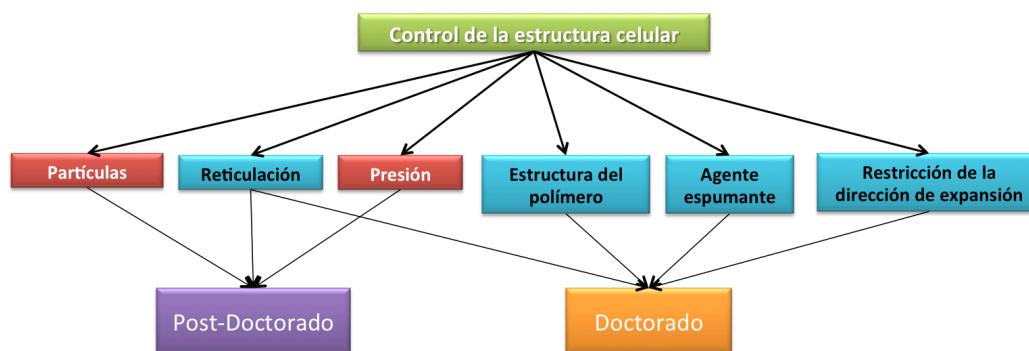 Control de la estructura celular
Partículas
Reticulación
Presión
Estructura del
polímero
Agente
espumante
Restricción de la
dirección de expansión
Post-Doctorado
Doctorado